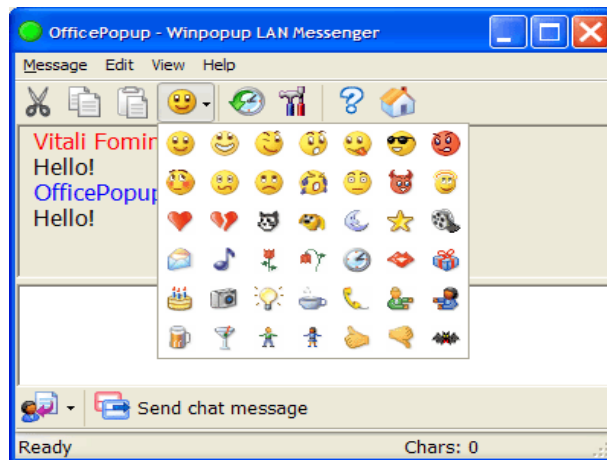 OfficePopup - Winpopup LAN Messenger
Message Edit View Help
Vitali Fomin
Hello!
OfficePopup
Hello!
Send chat message
Ready Chars: 0